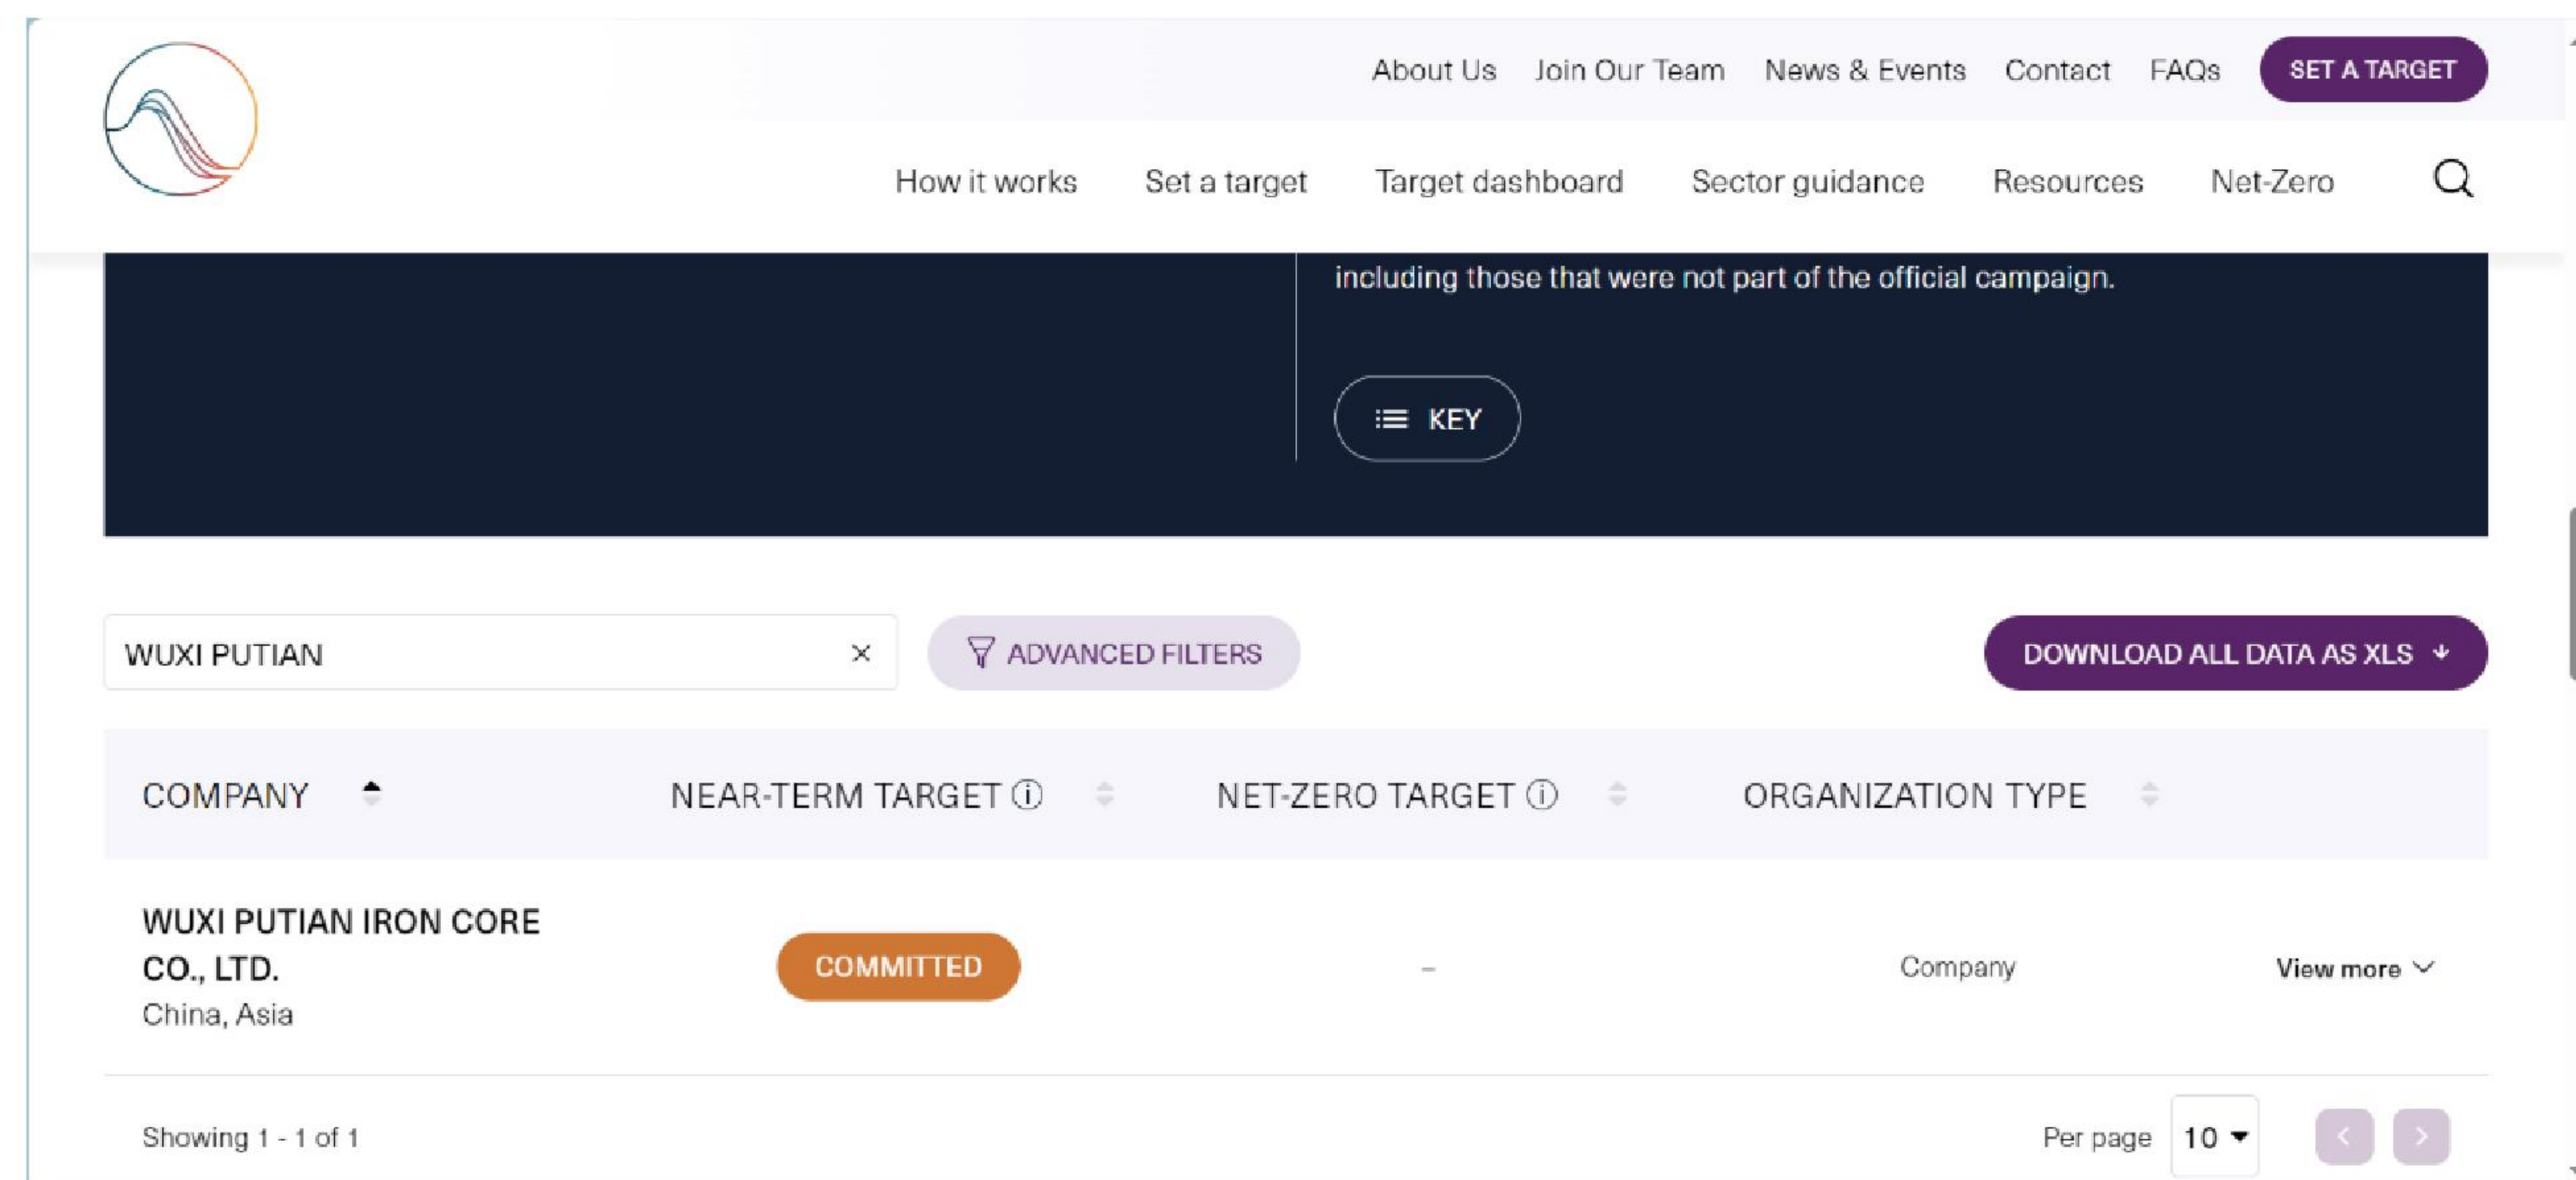 About Us Join Our Team News & Events Contact FAQs SET A TARGET
How it works Set a target Target dashboard Sector guidance Resources Net-Zero
including those that were not part of the official campaign.
KEY
WUXI PUTIAN × ADVANCED FILTERS DOWNLOAD ALL DATA AS XLS
COMPANY NEAR-TERM TARGET NET-ZERO TARGET ORGANIZATION TYPE
WUXI PUTIAN IRON CORE
CO., LTD.
China, Asia
COMMITTED – Company View more
Showing 1 - 1 of 1 Per page 10